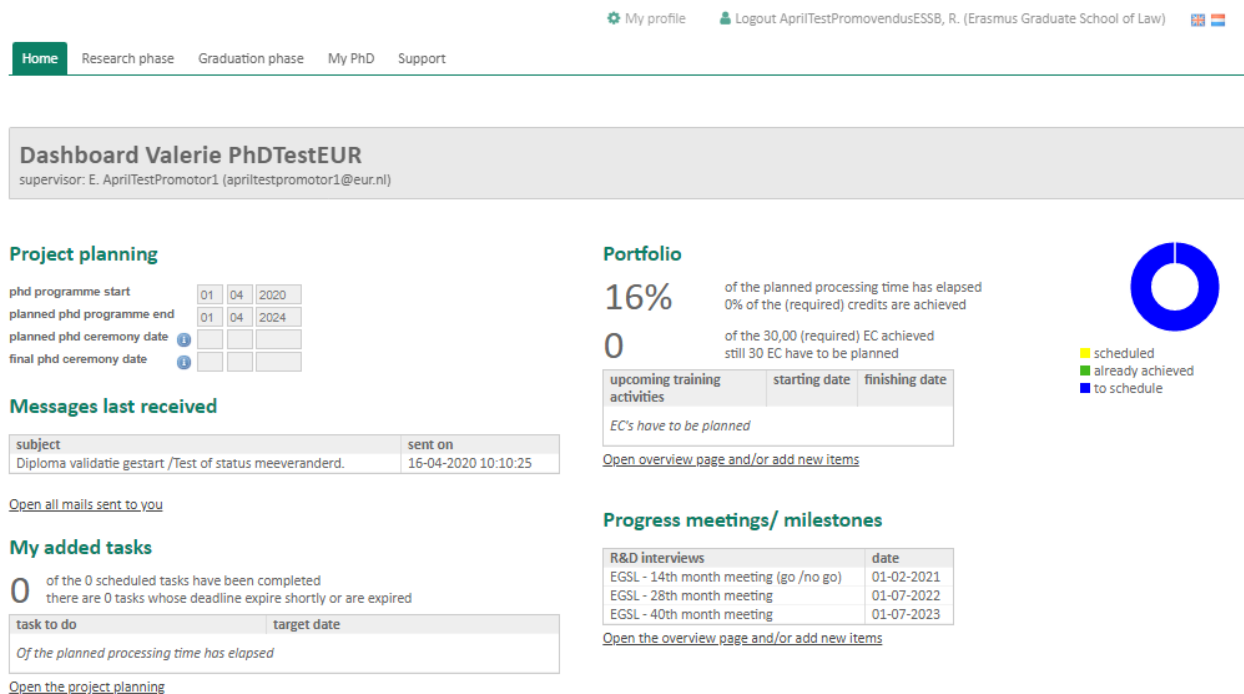 My profile
Logout AprilTestPromovendusESSB, R. (Erasmus Graduate School of Law)
Home Research phase Graduation phase My PhD Support
Dashboard Valerie PhDTestEUR
supervisor: E. AprilTestPromotor1 (apriltestpromotor1@eur.nl)
Project planning
phd programme start 01 04 2020
planned phd programme end 01 04 2024
planned phd ceremony date
final phd ceremony date
Messages last received
subject sent on
Diploma validatie gestart /Test of status meeveranderd. 16-04-2020 10:10:25
Open all mails sent to you
My added tasks
0
of the 0 scheduled tasks have been completed
there are 0 tasks whose deadline expire shortly or are expired
task to do target date
Of the planned processing time has elapsed
Open the project planning
Portfolio
16%
of the planned processing time has elapsed
0% of the (required) credits are achieved
0
of the 30,00 (required) EC achieved
still 30 EC have to be planned
upcoming training activities starting date finishing date
EC's have to be planned
Open overview page and/or add new items
scheduled
already achieved
to schedule
Progress meetings/ milestones
R&D interviews date
EGSL - 14th month meeting (go /no go) 01-02-2021
EGSL - 28th month meeting 01-07-2022
EGSL - 40th month meeting 01-07-2023
Open the overview page and/or add new items